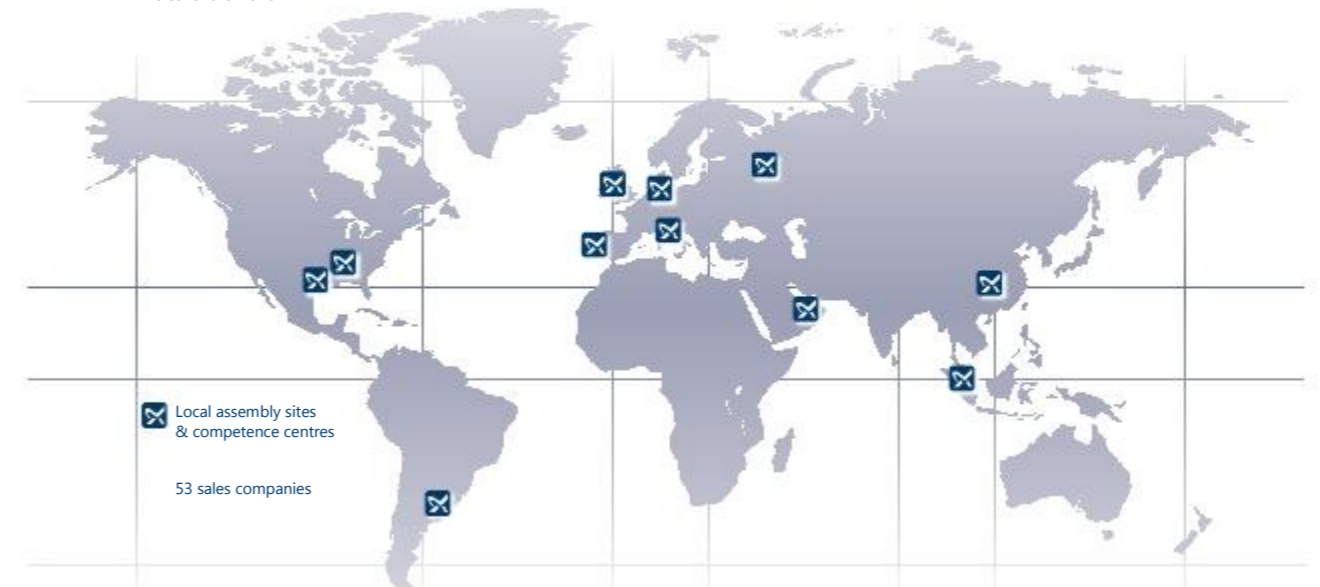 Local assembly sites
& competence centres
53 sales companies